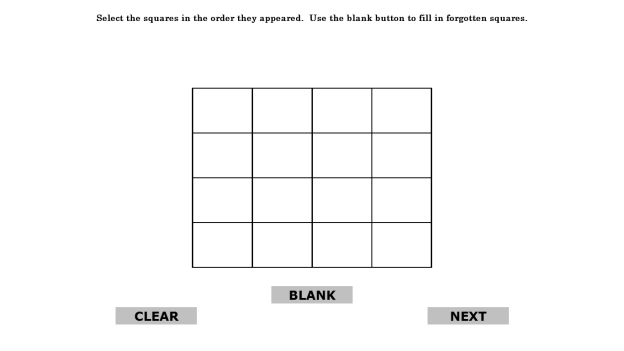 Select the squares in the order they appeared.  Use the blank button to fill in forgotten squares.
BLANK
CLEAR
NEXT